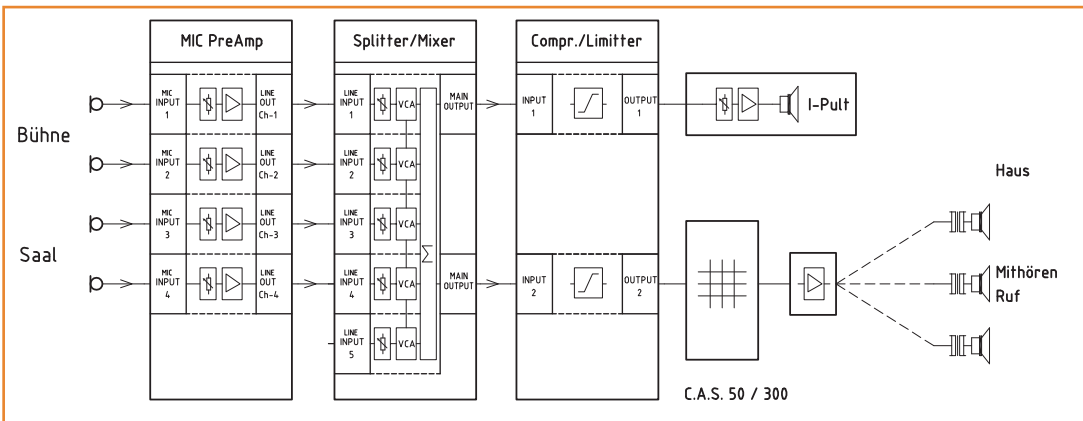 MIC PreAmp
Splitter/Mixer
Compr./Limitter
Bühne
Saal
MIC
INPUT
1
LINE
OUT
Ch-1
MIC
INPUT
2
LINE
OUT
Ch-2
MIC
INPUT
3
LINE
OUT
Ch-3
MIC
INPUT
4
LINE
OUT
Ch-4
LINE
INPUT
1
VCA
LINE
INPUT
2
VCA
LINE
INPUT
3
VCA
LINE
INPUT
4
VCA
LINE
INPUT
5
VCA
Σ
MAIN
OUTPUT
MAIN
OUTPUT
INPUT
1
OUTPUT
1
INPUT
2
OUTPUT
2
I-Pult
C.A.S. 50 / 300
Haus
Mithören
Ruf